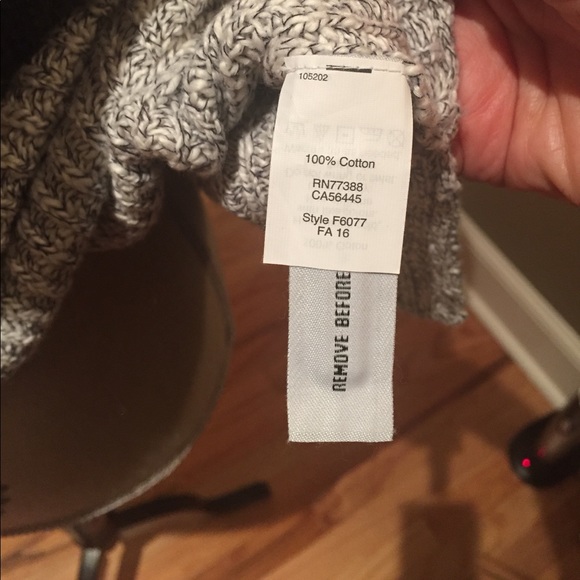 105202
100% Cotton
RN77388
CA56445
Style F6077
FA 16
REMOVE BEFORE